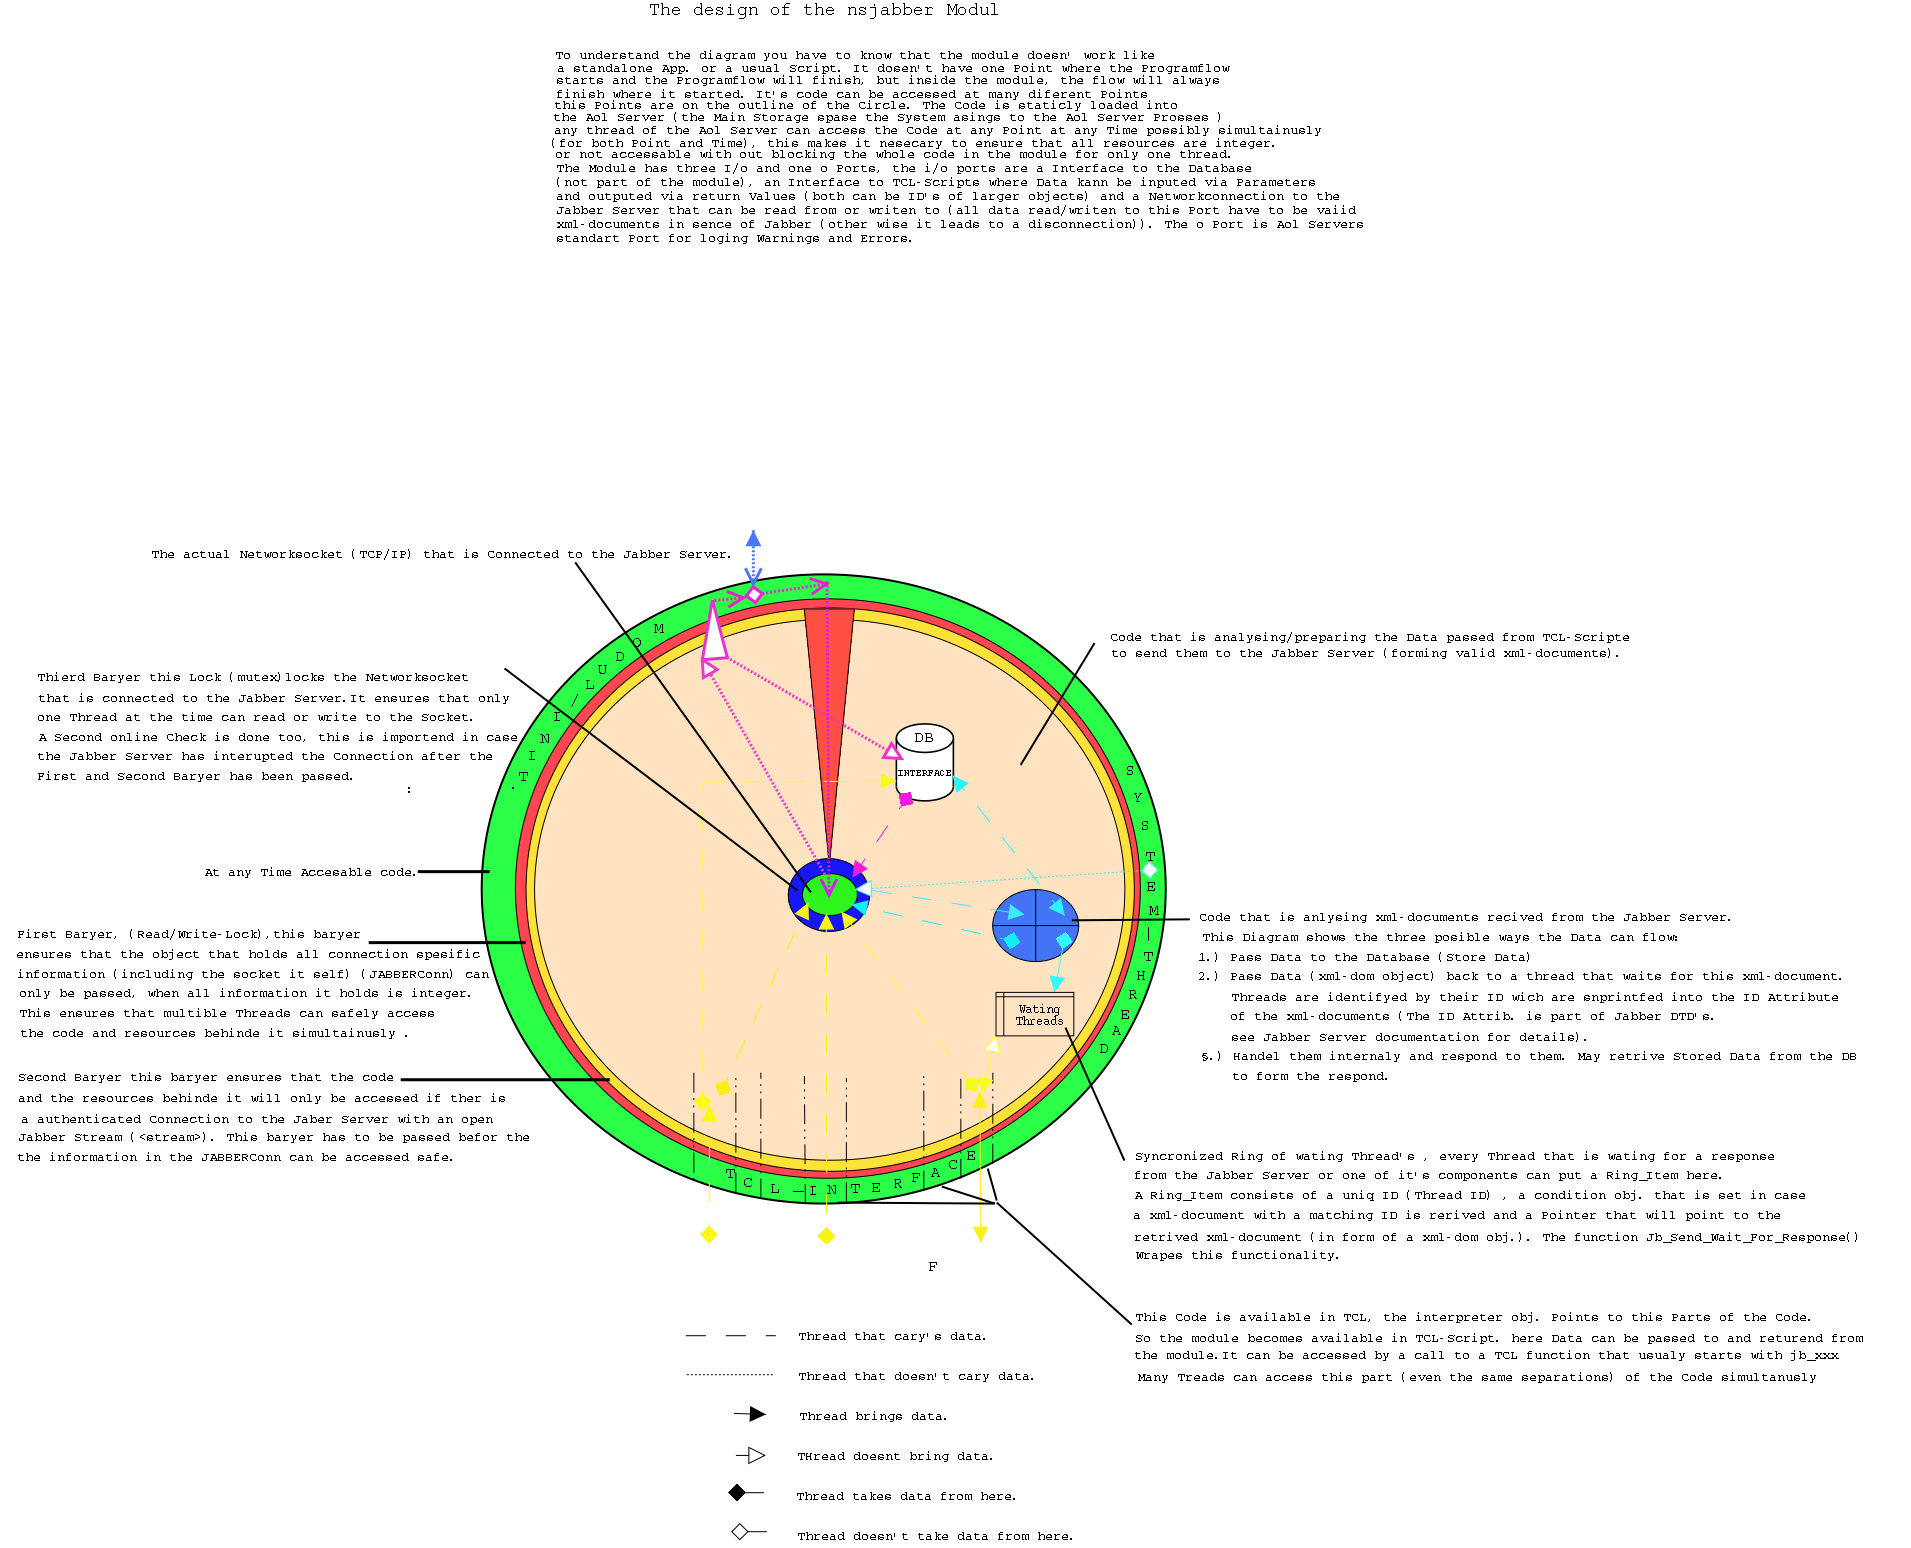 The design of the nsjabber Modul
To understand the diagram you have to know that the module doesn' work like
a standalone App. or a usual Script. It dosen't have one Point where the Programflow
starts and the Programflow will finish, but inside the module, the flow will always
finish where it started. It's code can be accessed at many diferent Points
this Points are on the outline of the Circle. The Code is staticly loaded into
the Aol Server (the Main Storage spase the System asings to the Aol Server Prosses )
any thread of the Aol Server can access the Code at any Point at any Time possibly simultainusly
(for both Point and Time), this makes it nesecary to ensure that all resources are integer.
or not accessable with out blocking the whole code in the module for only one thread.
The Module has three I/o and one o Ports, the i/o ports are a Interface to the Database
(not part of the module), an Interface to TCL-Scripts where Data kann be inputed via Parameters
and outputed via return Values (both can be ID's of larger objects) and a Networkconnection to the
Jabber Server that can be read from or writen to (all data read/writen to this Port have to be vaiid
xml-documents in sence of Jabber (other wise it leads to a disconnection)). The o Port is Aol Servers
standart Port for loging Warnings and Errors.
The actual Networksocket (TCP/IP) that is Connected to the Jabber Server.
Code that is analysing/preparing the Data passed from TCL-Scripte
to send them to the Jabber Server (forming valid xml-documents).
Thierd Baryer this Lock (mutex)locks the Networksocket
that is connected to the Jabber Server.It ensures that only
one Thread at the time can read or write to the Socket.
A Second online Check is done too, this is importend in case
the Jabber Server has interupted the Connection after the
First and Second Baryer has been passed.
:
.
MODUL/INIT
DB
INTERFACE
SYSTEM|THREAD
At any Time Accesable code.
First Baryer, (Read/Write-Lock),this baryer
ensures that the object that holds all connection spesific
information (including the socket it self) (JABBERConn) can
only be passed, when all information it holds is integer.
This ensures that multible Threads can safely access
the code and resources behinde it simultainusly .
Second Baryer this baryer ensures that the code
and the resources behinde it will only be accessed if ther is
a authenticated Connection to the Jaber Server with an open
Jabber Stream (<stream>). This baryer has to be passed befor the
the information in the JABBERConn can be accessed safe.
Code that is anlysing xml-documents recived from the Jabber Server.
This Diagram shows the three posible ways the Data can flow:
1.) Pass Data to the Database (Store Data)
2.) Pass Data (xml-dom object) back to a thread that waits for this xml-document.
Threads are identifyed by their ID wich are snprintfed into the ID Attribute
of the xml-documents (The ID Attrib. is part of Jabber DTD's.
see Jabber Server documentation for details).
§.) Handel them internaly and respond to them. May retrive Stored Data from the DB
to form the respond.
Wating
Threads
TCL-INTERFACE
Syncronized Ring of wating Thread's , every Thread that is wating for a response
from the Jabber Server or one of it's components can put a Ring_Item here.
A Ring_Item consists of a uniq ID (Thread ID) , a condition obj. that is set in case
a xml-document with a matching ID is rerived and a Pointer that will point to the
retrived xml-document (in form of a xml-dom obj.). The function Jb_Send_Wait_For_Response()
Wrapes this functionality.
F
This Code is available in TCL, the interpreter obj. Points to this Parts of the Code.
So the module becomes available in TCL-Script. here Data can be passed to and returend from
the module.It can be accessed by a call to a TCL function that usualy starts with jb_xxx
Many Treads can access this part (even the same separations) of the Code simultanusly
Thread that cary's data.
Thread that doesn't cary data.
Thread brings data.
THread doesnt bring data.
Thread takes data from here.
Thread doesn't take data from here.